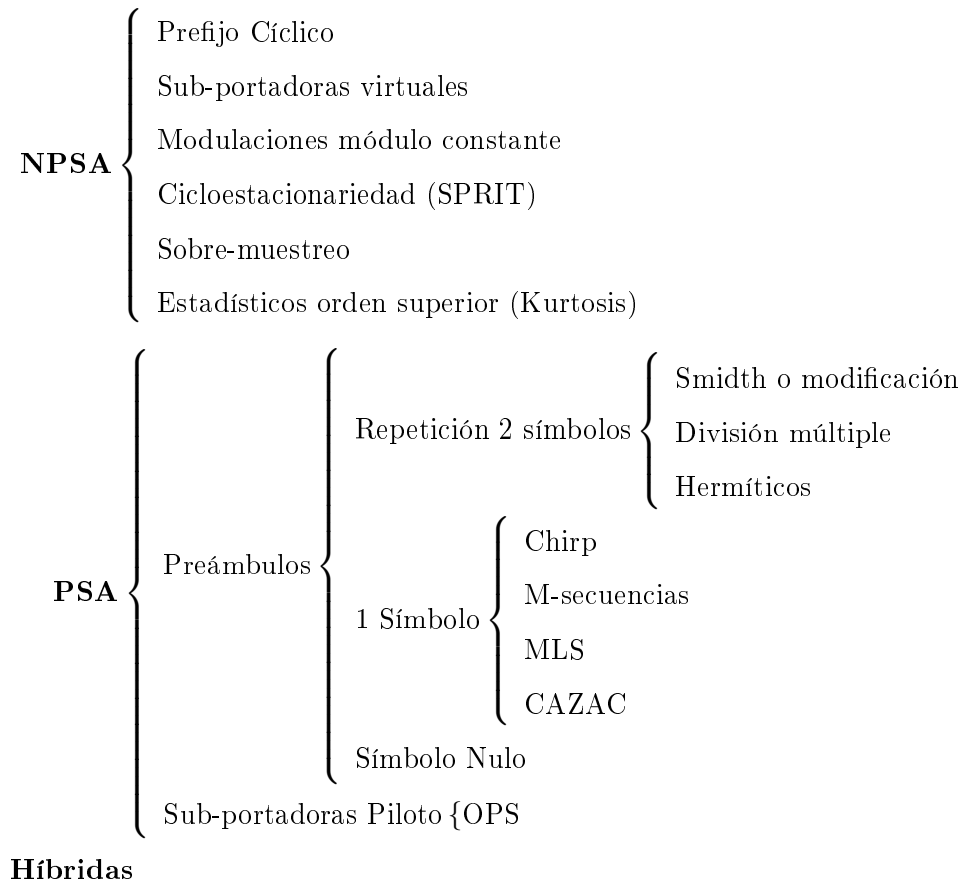 NPSA
Prefijo Cíclico
Sub-portadoras virtuales
Modulaciones módulo constante
Cicloestacionariedad (SPRIT)
Sobre-muestreo
Estadísticos orden superior (Kurtosis)
PSA
Preámbulos
Repetición 2 símbolos
Smidth o modificación
División múltiple
Hermíticos
1 Símbolo
Chirp
M-secuencias
MLS
CAZAC
Símbolo Nulo
Sub-portadoras Piloto {OPS
Híbridas